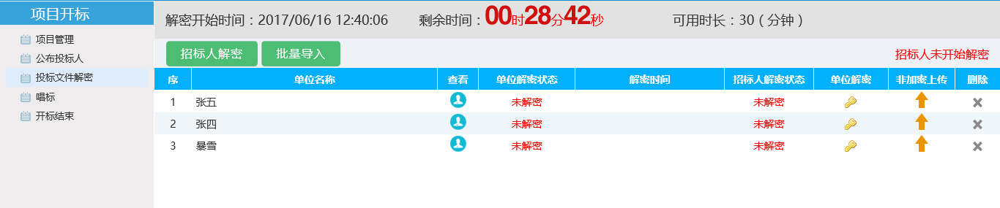 项目开标
项目管理
公布投标人
投标文件解密
唱标
开标结束
解密开始时间：2017/06/16 12:40:06 剩余时间：00时28分42秒 可用时长：30（分钟）
招标人解密 批量导入 招标人未开始解密
序 单位名称 查看 单位解密状态 解密时间 招标人解密状态 单位解密 非加密上传 删除
1 张五 未解密 未解密
2 张四 未解密 未解密
3 暴雪 未解密 未解密